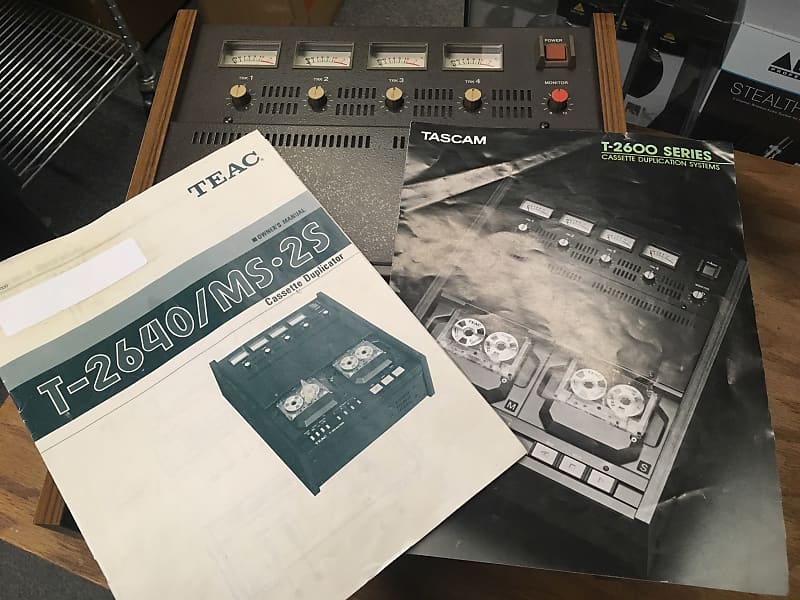 POWER
TRK 1
TRK 2
TRK 3
TRK 4
MONITOR
STEALTH
TEAC
OWNER'S MANUAL
T-2640/MS·2S
Cassette Duplicator
TEAC
TASCAM
T-2600 SERIES
CASSETTE DUPLICATION SYSTEMS
M
S